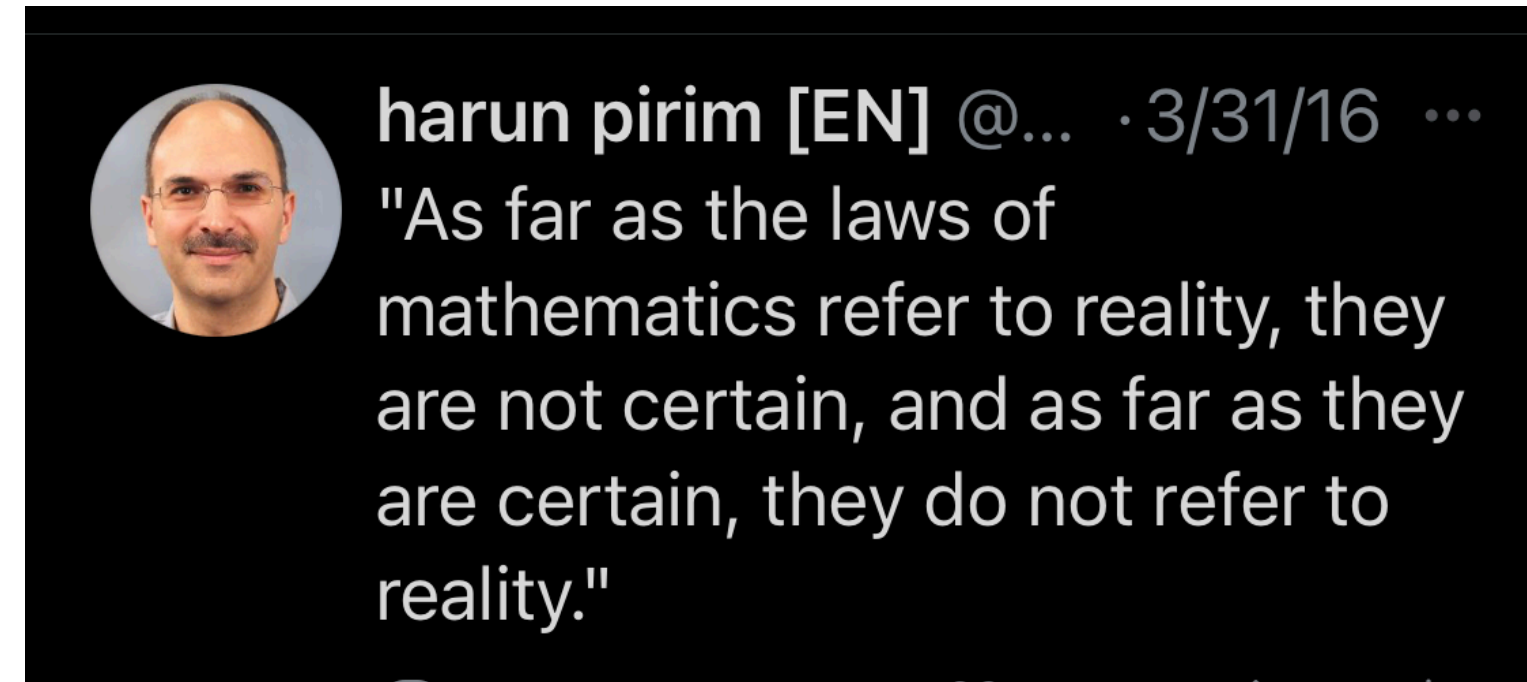 harun pirim [EN] @... · 3/31/16 ···
"As far as the laws of
mathematics refer to reality, they
are not certain, and as far as they
are certain, they do not refer to
reality."